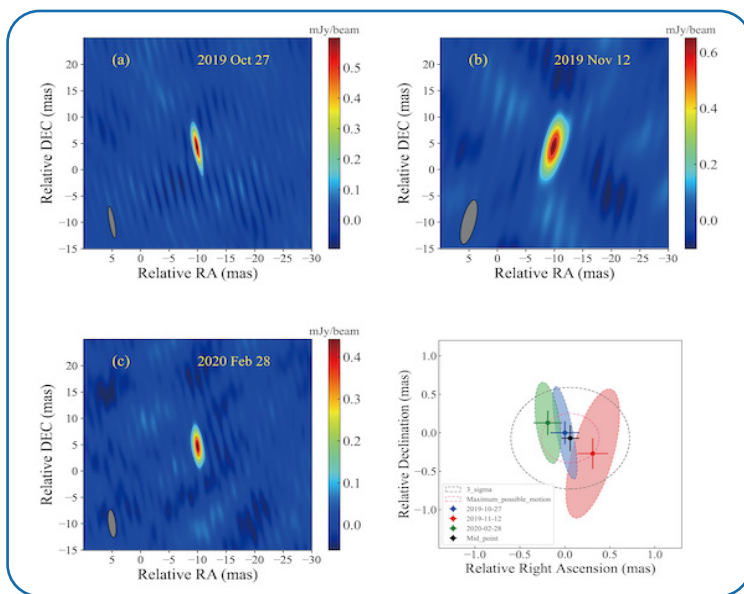 mJy/beam
(a) 2019 Oct 27
Relative DEC (mas)
20
15
10
5
0
−5
−10
−15
5 0 −5 −10 −15 −20 −25 −30
Relative RA (mas)
0.5
0.4
0.3
0.2
0.1
0.0
mJy/beam
(b) 2019 Nov 12
Relative DEC (mas)
20
15
10
5
0
−5
−10
−15
5 0 −5 −10 −15 −20 −25 −30
Relative RA (mas)
0.6
0.4
0.2
0.0
mJy/beam
(c) 2020 Feb 28
Relative DEC (mas)
20
15
10
5
0
−5
−10
−15
5 0 −5 −10 −15 −20 −25 −30
Relative RA (mas)
0.4
0.3
0.2
0.1
0.0
Relative Declination (mas)
1.0
0.5
0.0
−0.5
−1.0
3_sigma
Maximum_possible_motion
2019-10-27
2019-11-12
2020-02-28
Mid_point
−1.0 −0.5 0.0 0.5 1.0
Relative Right Ascension (mas)